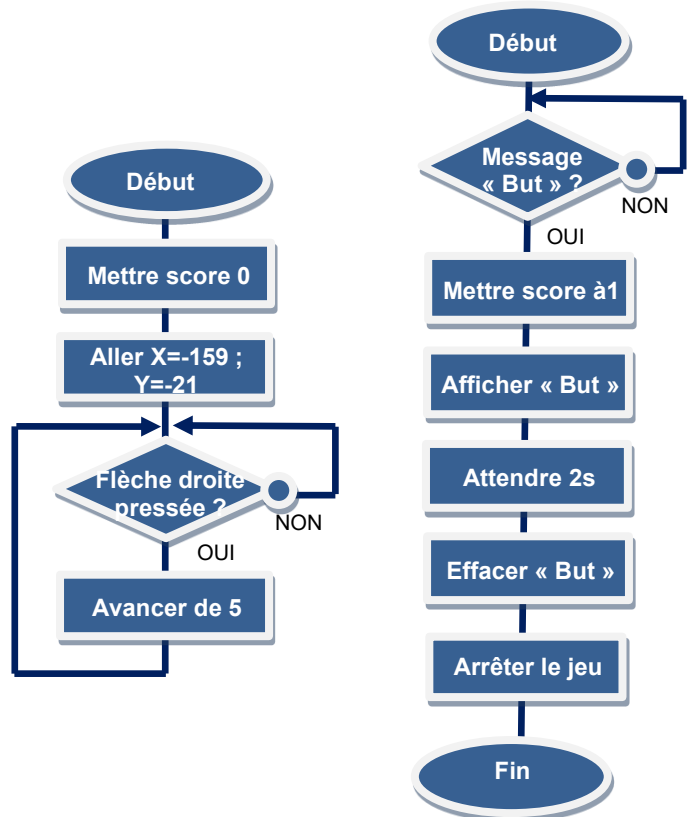 Début
Mettre score 0
Aller X=-159 ;
Y=-21
Flèche droite
pressée ?
NON
OUI
Avancer de 5
Début
Message
« But » ?
NON
OUI
Mettre score à1
Afficher « But »
Attendre 2s
Effacer « But »
Arrêter le jeu
Fin